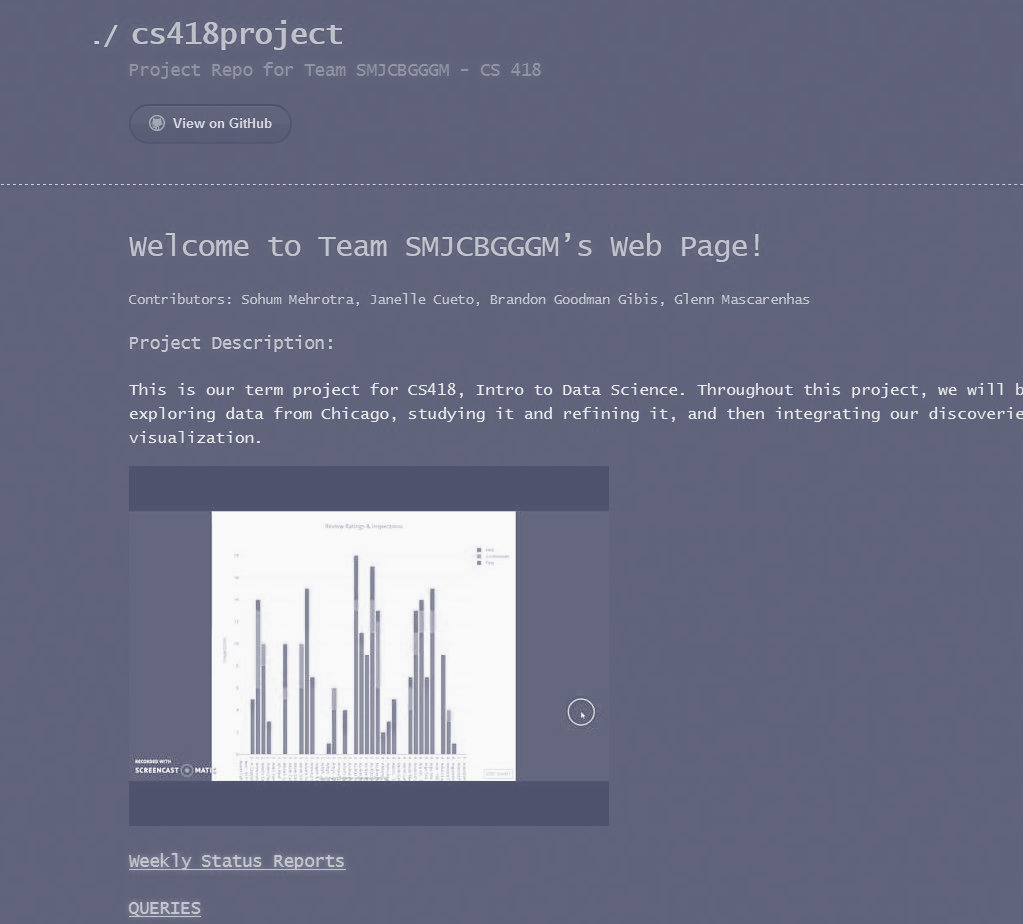 ./ cs418project
Project Repo for Team SMJCBGGGM - CS 418
View on GitHub
Welcome to Team SMJCBGGGM’s Web Page!
Contributors: Sohum Mehrotra, Janelle Cueto, Brandon Goodman Gibis, Glenn Mascarenhas
Project Description:
This is our term project for CS418, Intro to Data Science. Throughout this project, we will b
exploring data from Chicago, studying it and refining it, and then integrating our discoverie
visualization.
Review Ratings & Inspections
RECORDED WITH
SCREENCAST MATIC
Weekly Status Reports
QUERIES